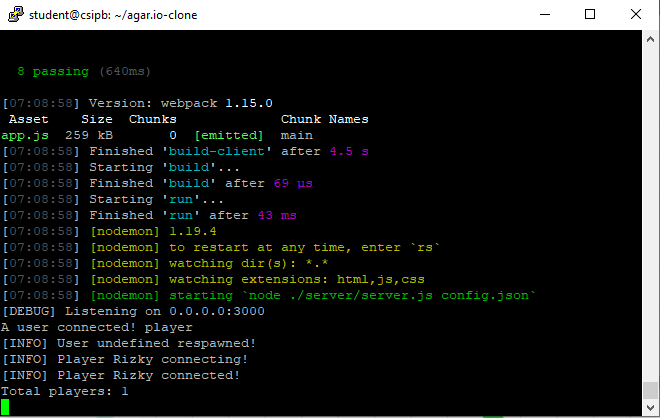 student@csipb: ~/agar.io-clone
8 passing (640ms)
[07:08:58] Version: webpack 1.15.0
Asset Size Chunks Chunk Names
app.js 259 kB 0 [emitted] main
[07:08:58] Finished 'build-client' after 4.5 s
[07:08:58] Starting 'build'...
[07:08:58] Finished 'build' after 69 μs
[07:08:58] Starting 'run'...
[07:08:58] Finished 'run' after 43 ms
[07:08:58] [nodemon] 1.19.4
[07:08:58] [nodemon] to restart at any time, enter `rs`
[07:08:58] [nodemon] watching dir(s): *.*
[07:08:58] [nodemon] watching extensions: html,js,css
[07:08:58] [nodemon] starting `node ./server/server.js config.json`
[DEBUG] Listening on 0.0.0.0:3000
A user connected! player
[INFO] User undefined respawned!
[INFO] Player Rizky connecting!
[INFO] Player Rizky connected!
Total players: 1